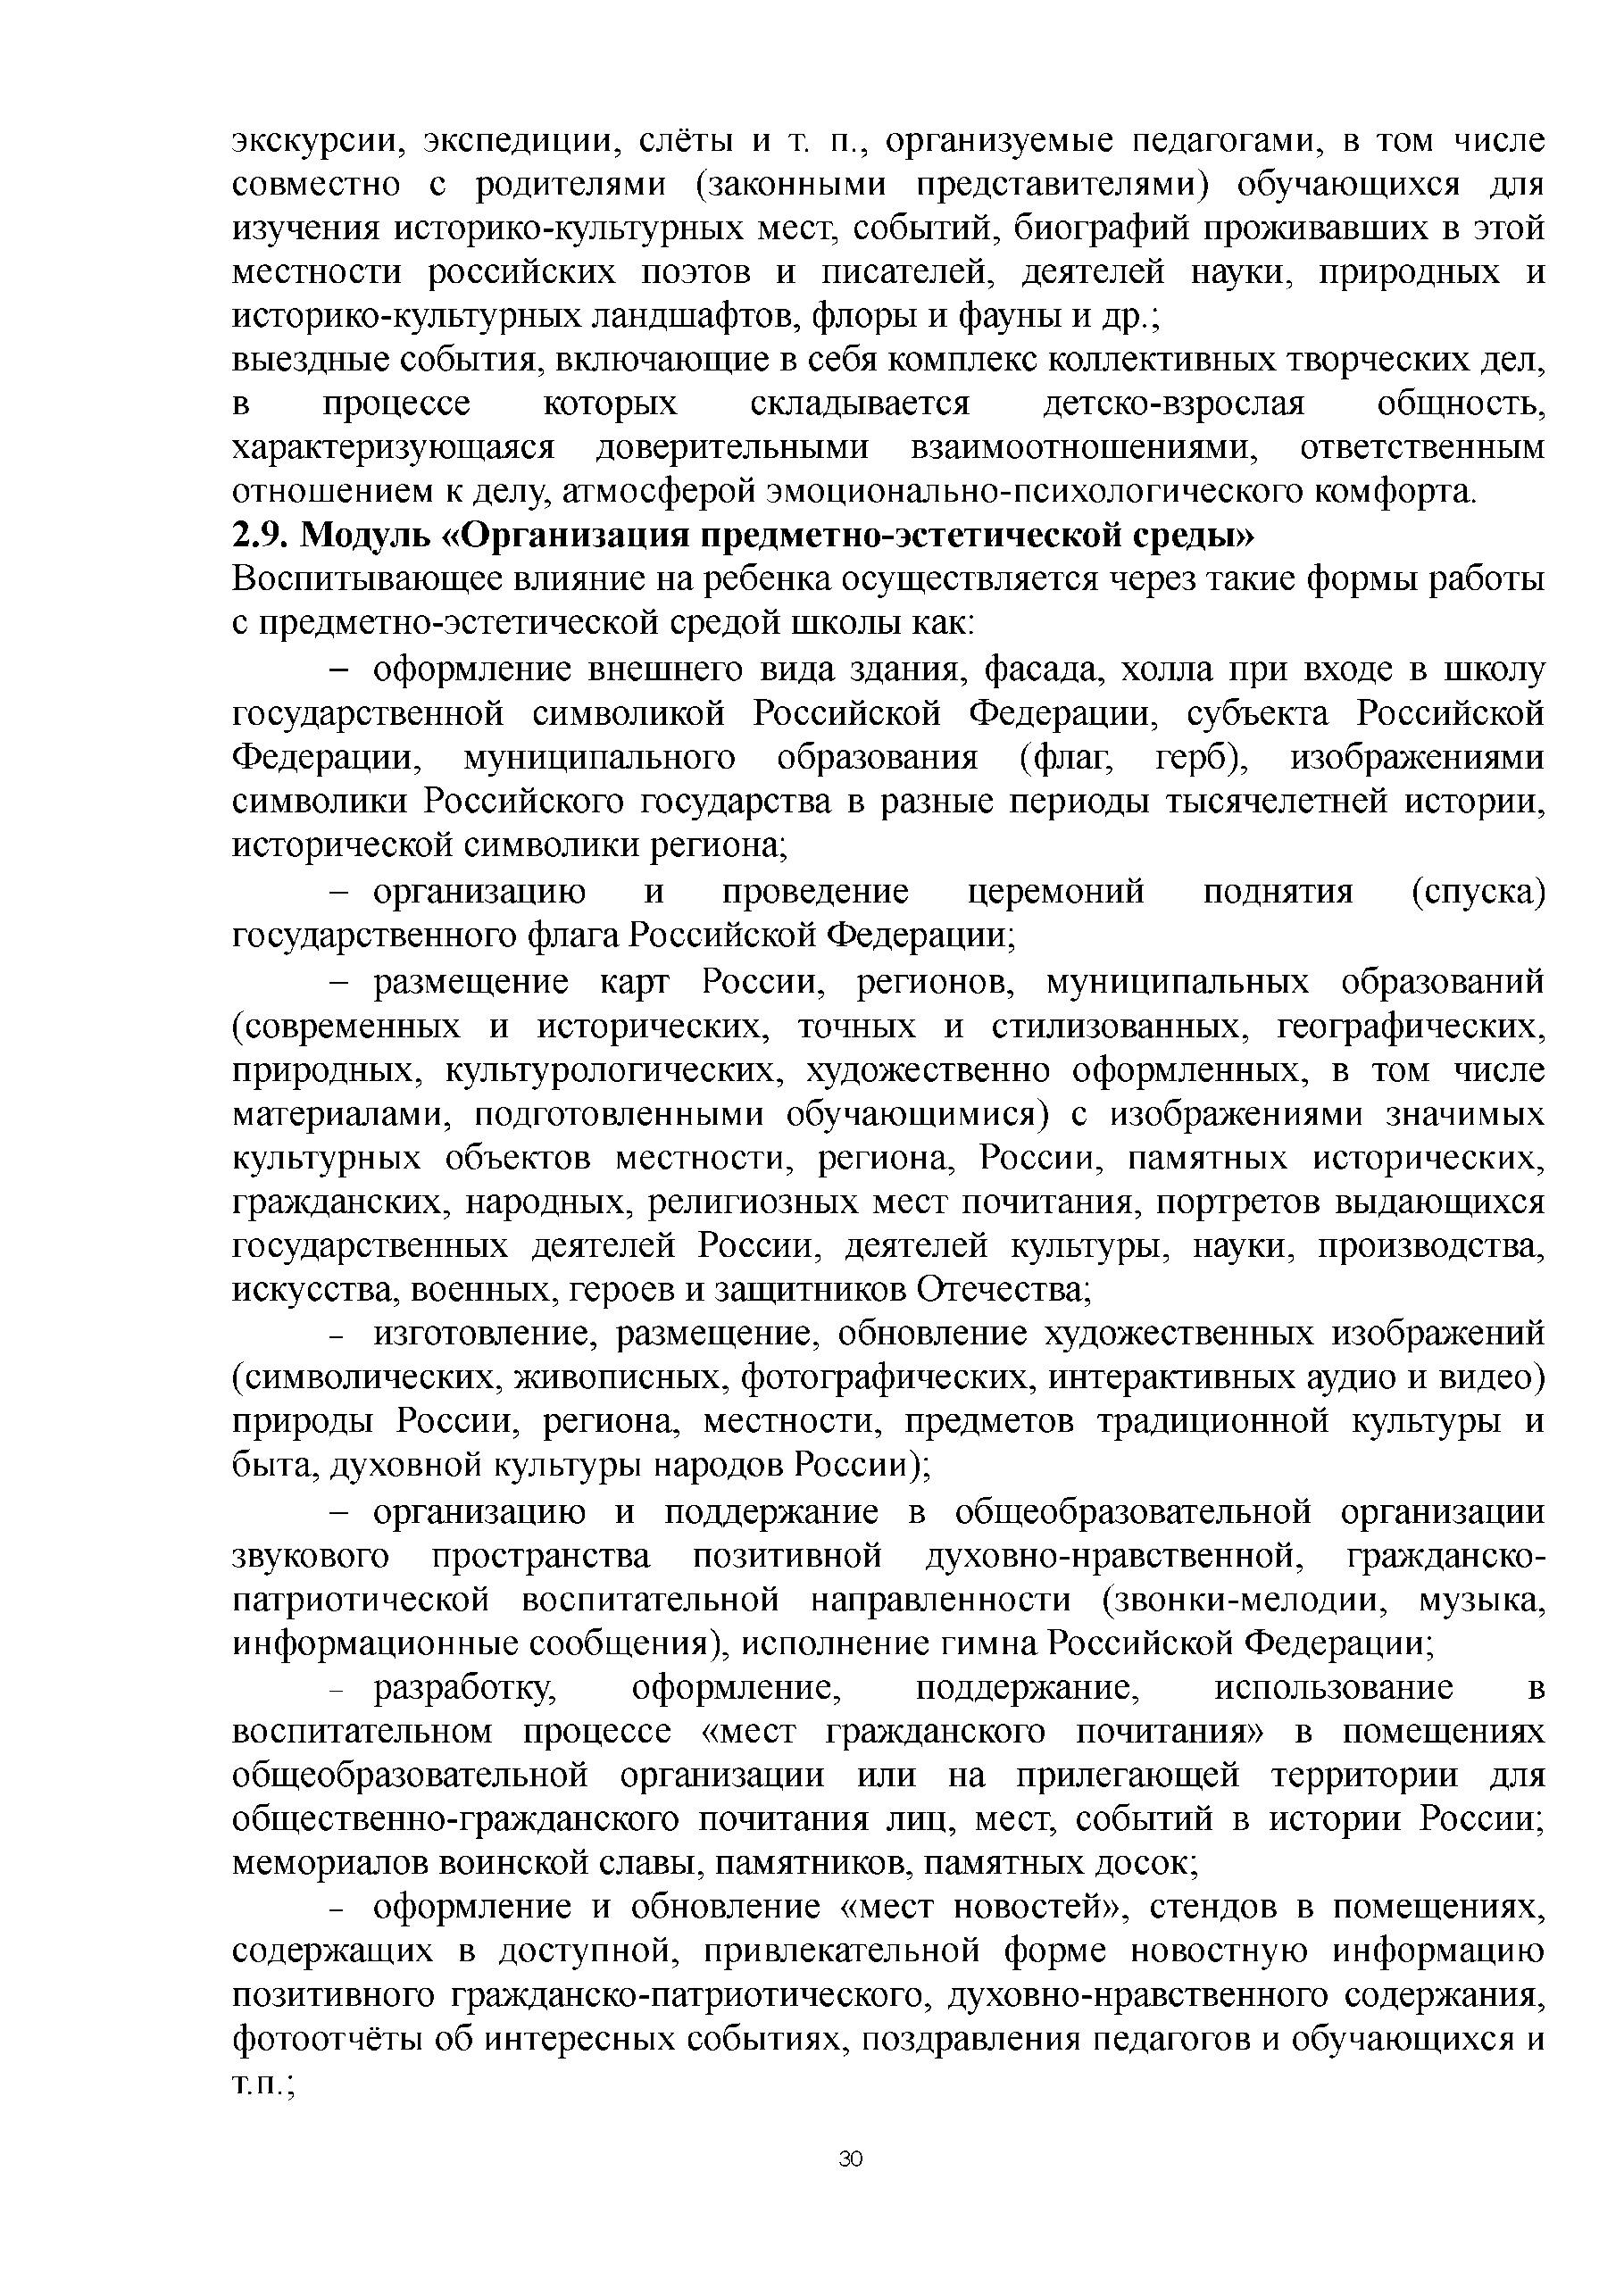 экскурсии, экспедиции, слёты и т. п., организуемые педагогами, в том числе
совместно с родителями (законными представителями) обучающихся для
изучения историко-культурных мест, событий, биографий проживавших в этой
местности российских поэтов и писателей, деятелей науки, природных и
историко-культурных ландшафтов, флоры и фауны и др.;
выездные события, включающие в себя комплекс коллективных творческих дел,
в процессе которых складывается детско-взрослая общность,
характеризующаяся доверительными взаимоотношениями, ответственным
отношением к делу, атмосферой эмоционально-психологического комфорта.
2.9. Модуль «Организация предметно-эстетической среды»
Воспитывающее влияние на ребенка осуществляется через такие формы работы
с предметно-эстетической средой школы как:
− оформление внешнего вида здания, фасада, холла при входе в школу
государственной символикой Российской Федерации, субъекта Российской
Федерации, муниципального образования (флаг, герб), изображениями
символики Российского государства в разные периоды тысячелетней истории,
исторической символики региона;
− организацию и проведение церемоний поднятия (спуска)
государственного флага Российской Федерации;
− размещение карт России, регионов, муниципальных образований
(современных и исторических, точных и стилизованных, географических,
природных, культурологических, художественно оформленных, в том числе
материалами, подготовленными обучающимися) с изображениями значимых
культурных объектов местности, региона, России, памятных исторических,
гражданских, народных, религиозных мест почитания, портретов выдающихся
государственных деятелей России, деятелей культуры, науки, производства,
искусства, военных, героев и защитников Отечества;
− изготовление, размещение, обновление художественных изображений
(символических, живописных, фотографических, интерактивных аудио и видео)
природы России, региона, местности, предметов традиционной культуры и
быта, духовной культуры народов России);
− организацию и поддержание в общеобразовательной организации
звукового пространства позитивной духовно-нравственной, гражданско-
патриотической воспитательной направленности (звонки-мелодии, музыка,
информационные сообщения), исполнение гимна Российской Федерации;
− разработку, оформление, поддержание, использование в
воспитательном процессе «мест гражданского почитания» в помещениях
общеобразовательной организации или на прилегающей территории для
общественно-гражданского почитания лиц, мест, событий в истории России;
мемориалов воинской славы, памятников, памятных досок;
− оформление и обновление «мест новостей», стендов в помещениях,
содержащих в доступной, привлекательной форме новостную информацию
позитивного гражданско-патриотического, духовно-нравственного содержания,
фотоотчёты об интересных событиях, поздравления педагогов и обучающихся и
т.п.;
30